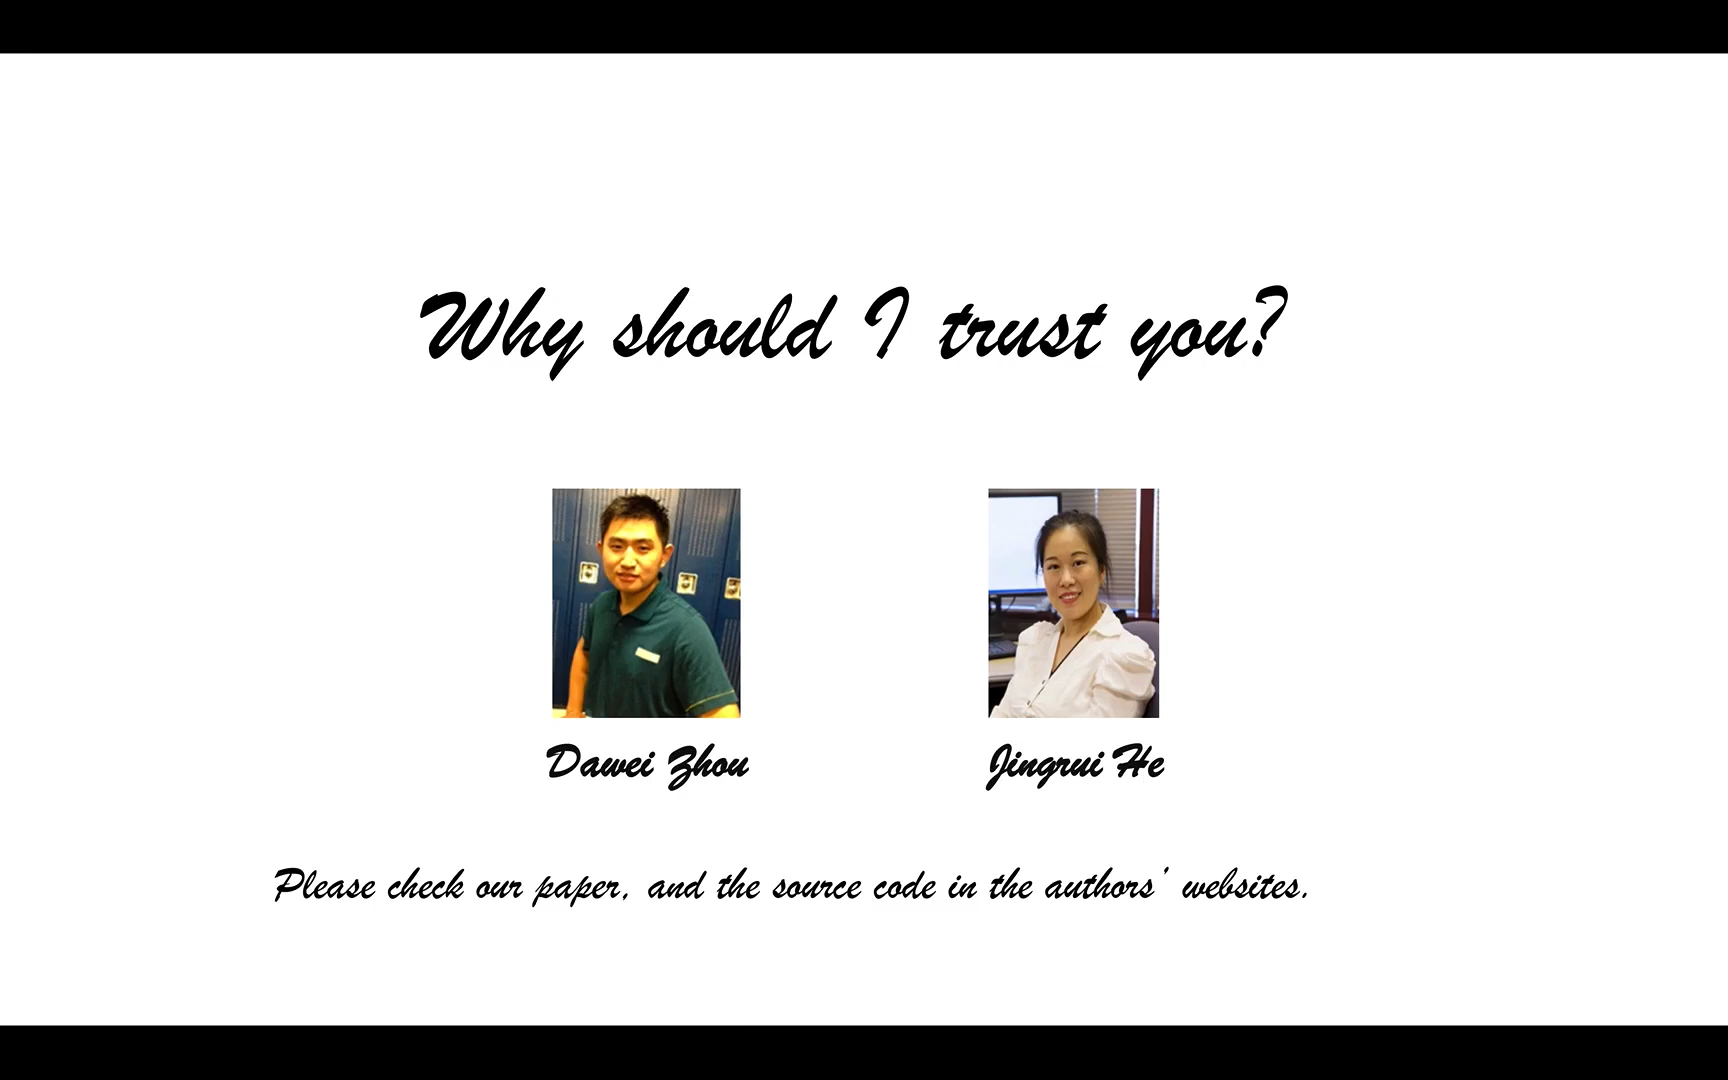 Why should I trust you?
Dawei Zhou
Jingrui He
Please check our paper, and the source code in the authors' websites.